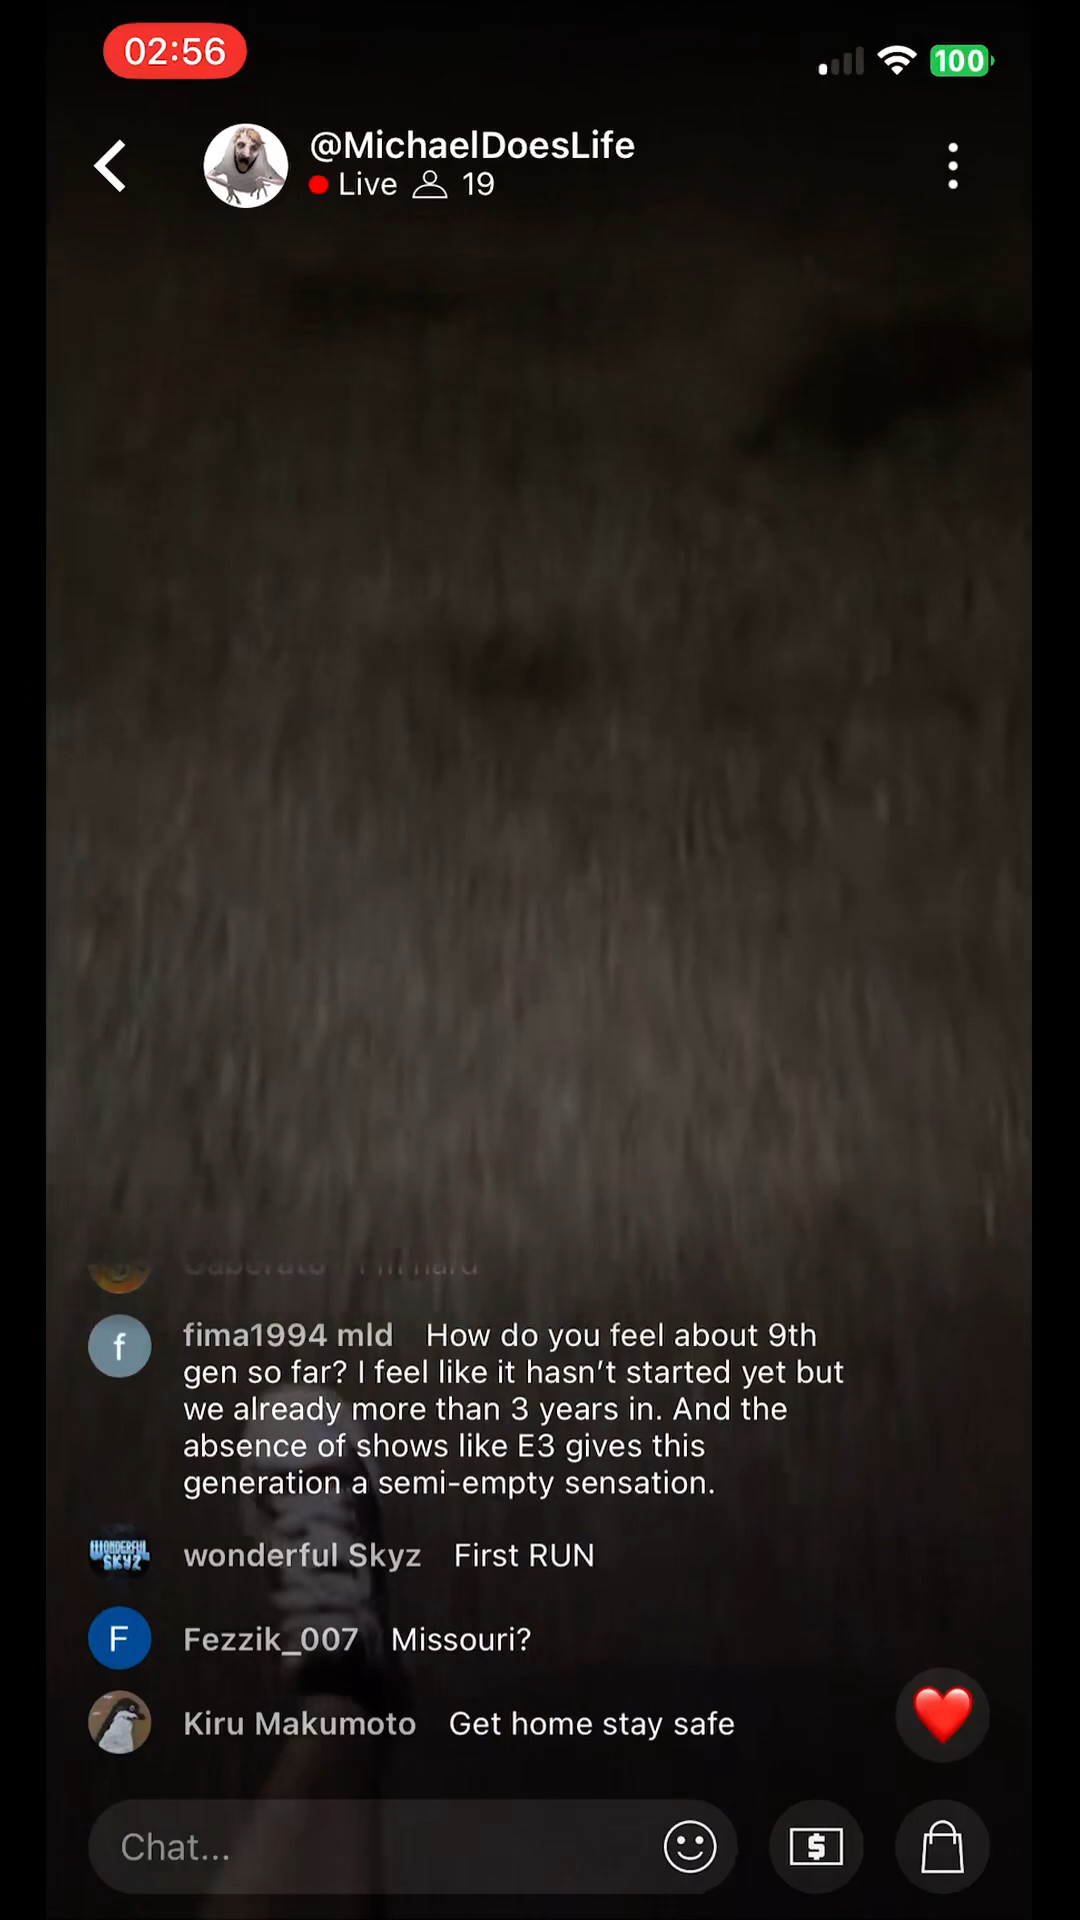 02:56
100
@MichaelDoesLife
Live 19
Gaberato I'm hard
fima1994 mld How do you feel about 9th
gen so far? I feel like it hasn't started yet but
we already more than 3 years in. And the
absence of shows like E3 gives this
generation a semi-empty sensation.
WONDERFUL
SKYZ
wonderful Skyz First RUN
Fezzik_007 Missouri?
Kiru Makumoto Get home stay safe
Chat...